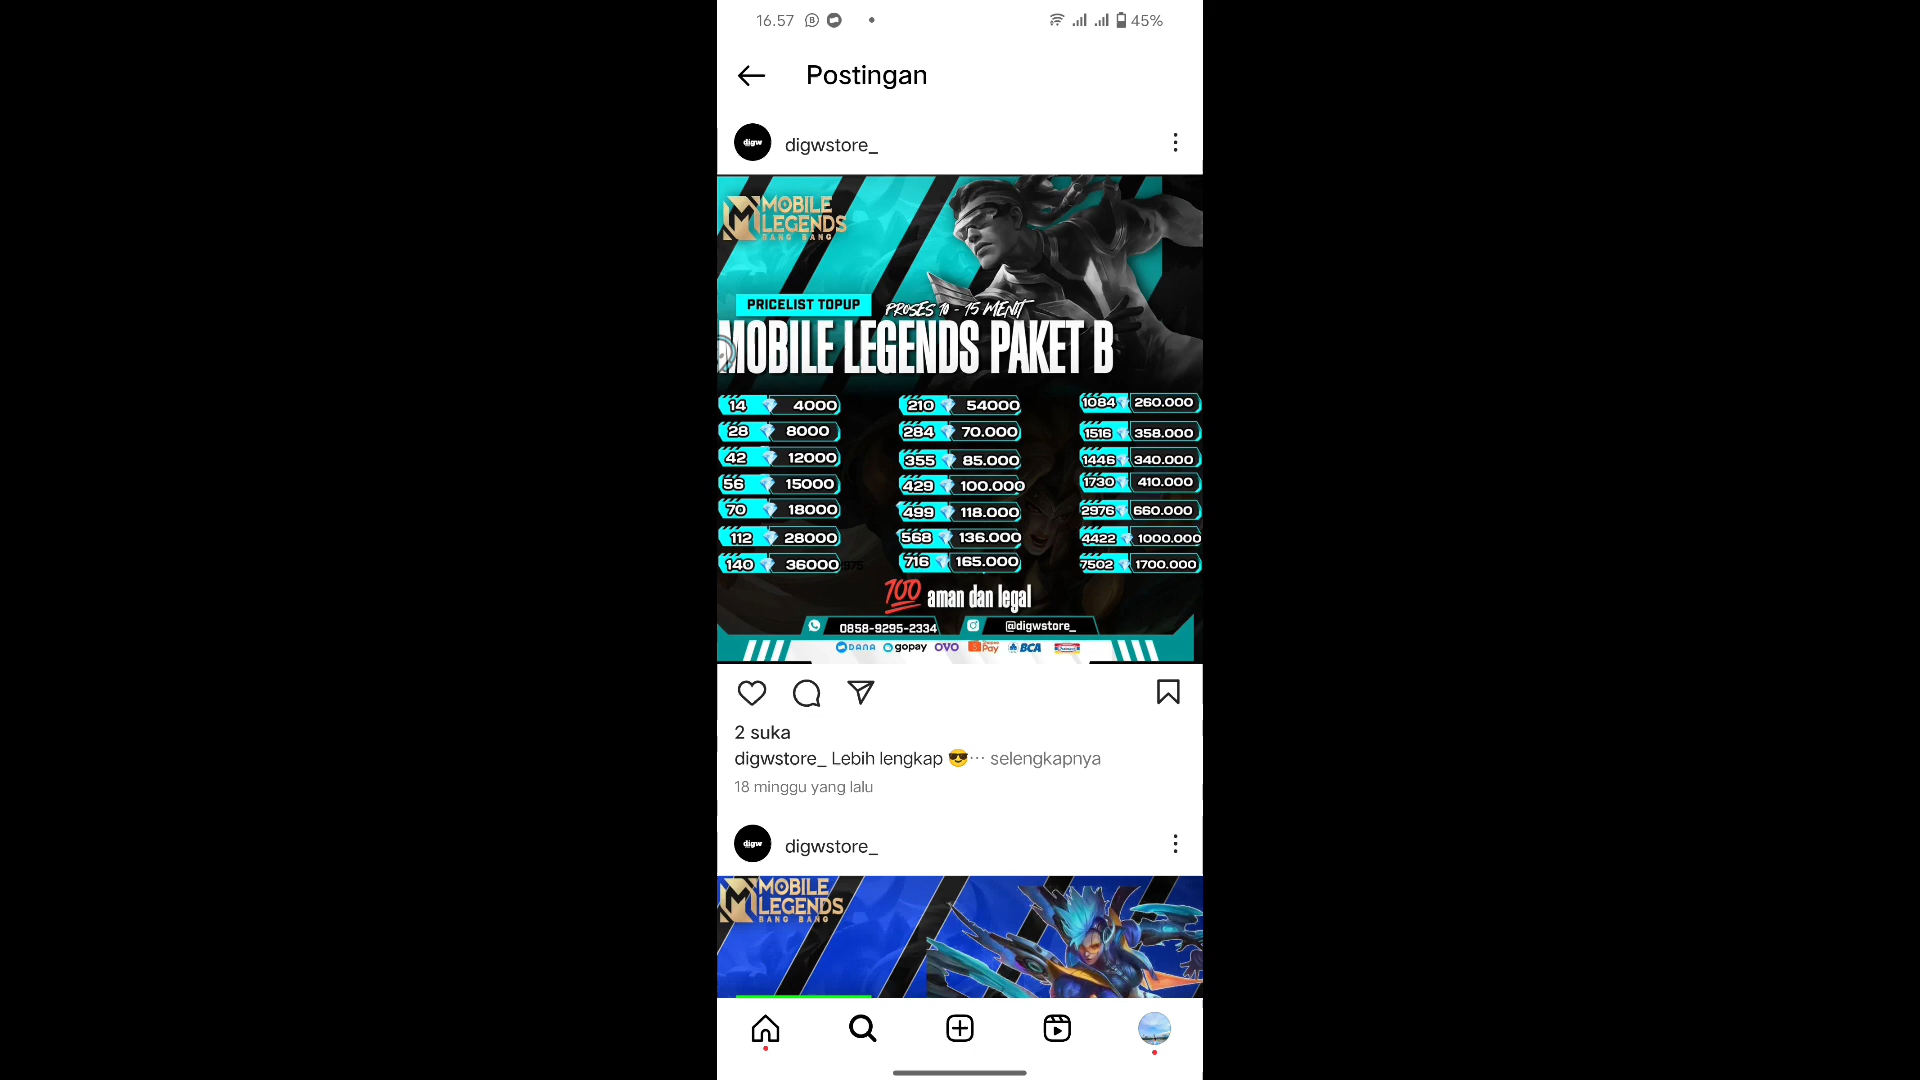 16.57
45%
Postingan
digw
digwstore_
MOBILE
LEGENDS
BANG BANG
PRICELIST TOPUP
PROSES 10 - 15 MENIT
MOBILE LEGENDS PAKET B
14 4000
28 8000
42 12000
56 15000
70 18000
112 28000
140 36000
210 54000
284 70.000
355 85.000
429 100.000
499 118.000
568 136.000
716 165.000
1084 260.000
1516 358.000
1446 340.000
1730 410.000
2976 660.000
4422 1000.000
7502 1700.000
100 aman dan legal
0858-9295-2334
@digwstore_
DANA gopay OVO Pay BCA
2 suka
digwstore_ Lebih lengkap 😎… selengkapnya
18 minggu yang lalu
digw
digwstore_
MOBILE
LEGENDS
BANG BANG